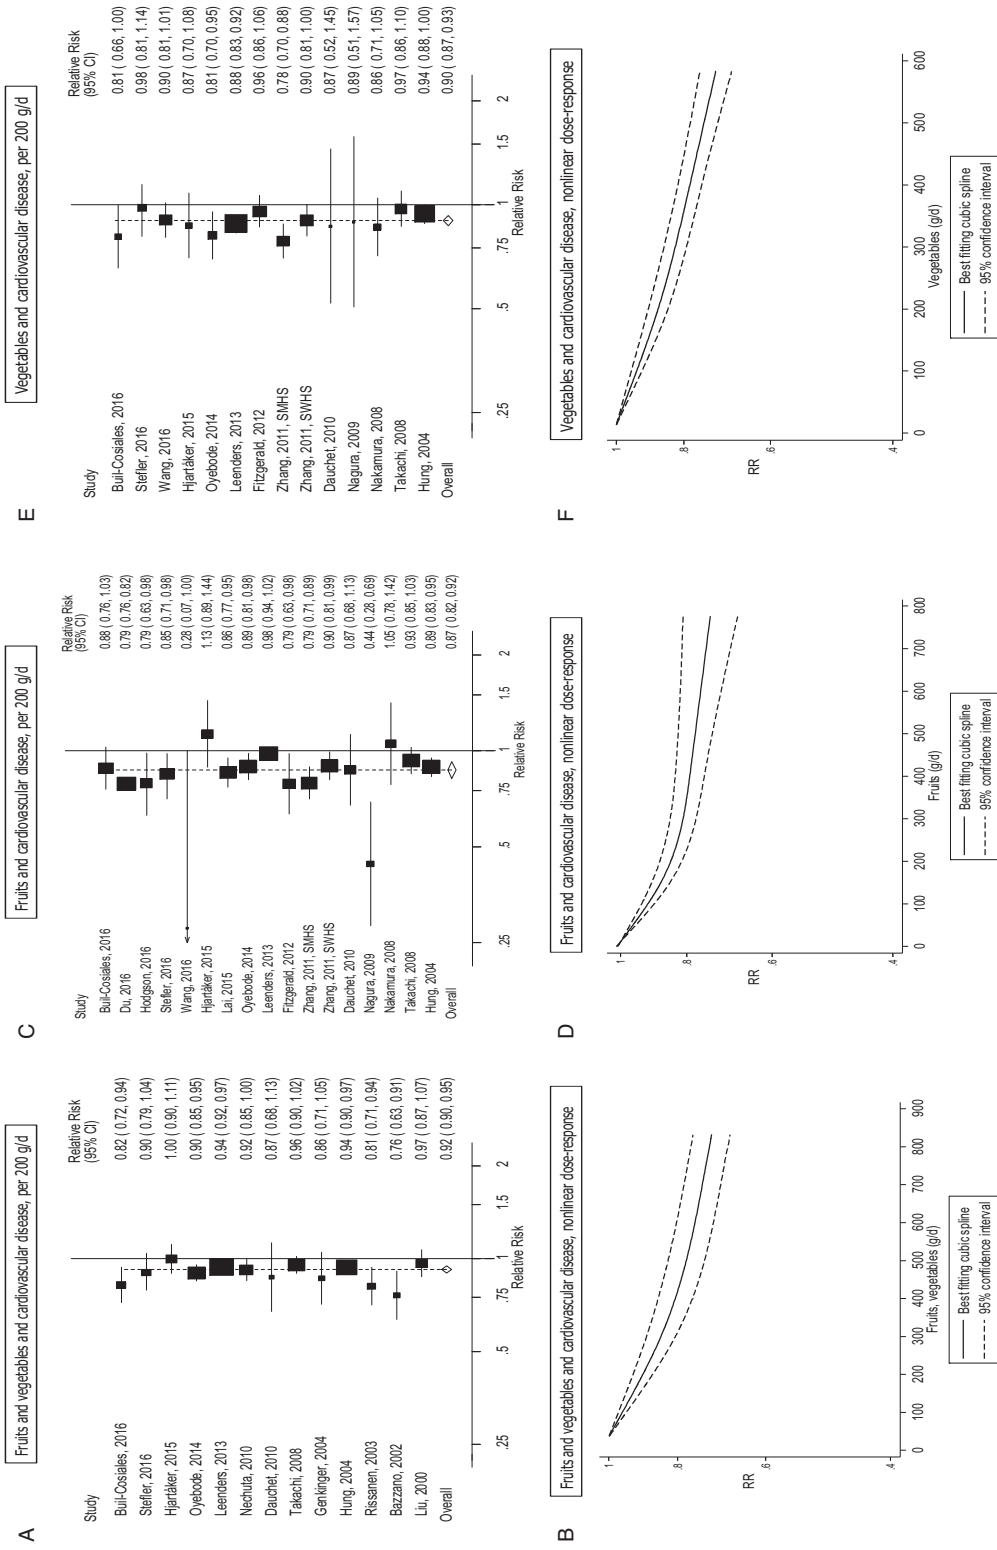 A
Fruits and vegetables and cardiovascular disease, per 200 g/d
Study
Relative Risk
(95% CI)
Buil-Cosiales, 2016 0.82 ( 0.72, 0.94)
Stefler, 2016 0.90 ( 0.79, 1.04)
Hjartåker, 2015 1.00 ( 0.90, 1.11)
Oyebode, 2014 0.90 ( 0.85, 0.95)
Leenders, 2013 0.94 ( 0.92, 0.97)
Nechuta, 2010 0.92 ( 0.85, 1.00)
Dauchet, 2010 0.87 ( 0.68, 1.13)
Takachi, 2008 0.96 ( 0.90, 1.02)
Genkinger, 2004 0.86 ( 0.71, 1.05)
Hung, 2004 0.94 ( 0.90, 0.97)
Rissanen, 2003 0.81 ( 0.71, 0.94)
Bazzano, 2002 0.76 ( 0.63, 0.91)
Liu, 2000 0.97 ( 0.87, 1.07)
Overall 0.92 ( 0.90, 0.95)
.25 .5 .75 1 1.5 2
Relative Risk
C
Fruits and cardiovascular disease, per 200 g/d
Study
Relative Risk
(95% CI)
Buil-Cosiales, 2016 0.88 ( 0.76, 1.03)
Du, 2016 0.79 ( 0.76, 0.82)
Hodgson, 2016 0.79 ( 0.63, 0.98)
Stefler, 2016 0.85 ( 0.71, 0.98)
Wang, 2016 0.28 ( 0.07, 1.00)
Hjartåker, 2015 1.13 ( 0.89, 1.44)
Lai, 2015 0.86 ( 0.77, 0.95)
Oyebode, 2014 0.89 ( 0.81, 0.98)
Leenders, 2013 0.98 ( 0.94, 1.02)
Fitzgerald, 2012 0.79 ( 0.63, 0.98)
Zhang, 2011, SMHS 0.79 ( 0.71, 0.89)
Zhang, 2011, SWHS 0.90 ( 0.81, 0.99)
Dauchet, 2010 0.87 ( 0.68, 1.13)
Nagura, 2009 0.44 ( 0.28, 0.69)
Nakamura, 2008 1.05 ( 0.78, 1.42)
Takachi, 2008 0.93 ( 0.85, 1.03)
Hung, 2004 0.89 ( 0.83, 0.95)
Overall 0.87 ( 0.82, 0.92)
.25 .5 .75 1 1.5 2
Relative Risk
E
Vegetables and cardiovascular disease, per 200 g/d
Study
Relative Risk
(95% CI)
Buil-Cosiales, 2016 0.81 ( 0.66, 1.00)
Stefler, 2016 0.98 ( 0.81, 1.14)
Wang, 2016 0.90 ( 0.81, 1.01)
Hjartåker, 2015 0.87 ( 0.70, 1.08)
Oyebode, 2014 0.81 ( 0.70, 0.95)
Leenders, 2013 0.88 ( 0.83, 0.92)
Fitzgerald, 2012 0.96 ( 0.86, 1.06)
Zhang, 2011, SMHS 0.78 ( 0.70, 0.88)
Zhang, 2011, SWHS 0.90 ( 0.81, 1.00)
Dauchet, 2010 0.87 ( 0.52, 1.45)
Nagura, 2009 0.89 ( 0.51, 1.57)
Nakamura, 2008 0.86 ( 0.71, 1.05)
Takachi, 2008 0.97 ( 0.86, 1.10)
Hung, 2004 0.94 ( 0.88, 1.00)
Overall 0.90 ( 0.87, 0.93)
.25 .5 .75 1 1.5 2
Relative Risk
B
Fruits and vegetables and cardiovascular disease, nonlinear dose-response
1
.8
.6
.4
RR
0 100 200 300 400 500 600 700 800 900
Fruits, vegetables (g/d)
Best fitting cubic spline
95% confidence interval
D
Fruits and cardiovascular disease, nonlinear dose-response
1
.8
.6
.4
RR
0 100 200 300 400 500 600 700 800
Fruits (g/d)
Best fitting cubic spline
95% confidence interval
F
Vegetables and cardiovascular disease, nonlinear dose-response
1
.8
.6
.4
RR
0 100 200 300 400 500 600
Vegetables (g/d)
Best fitting cubic spline
95% confidence interval